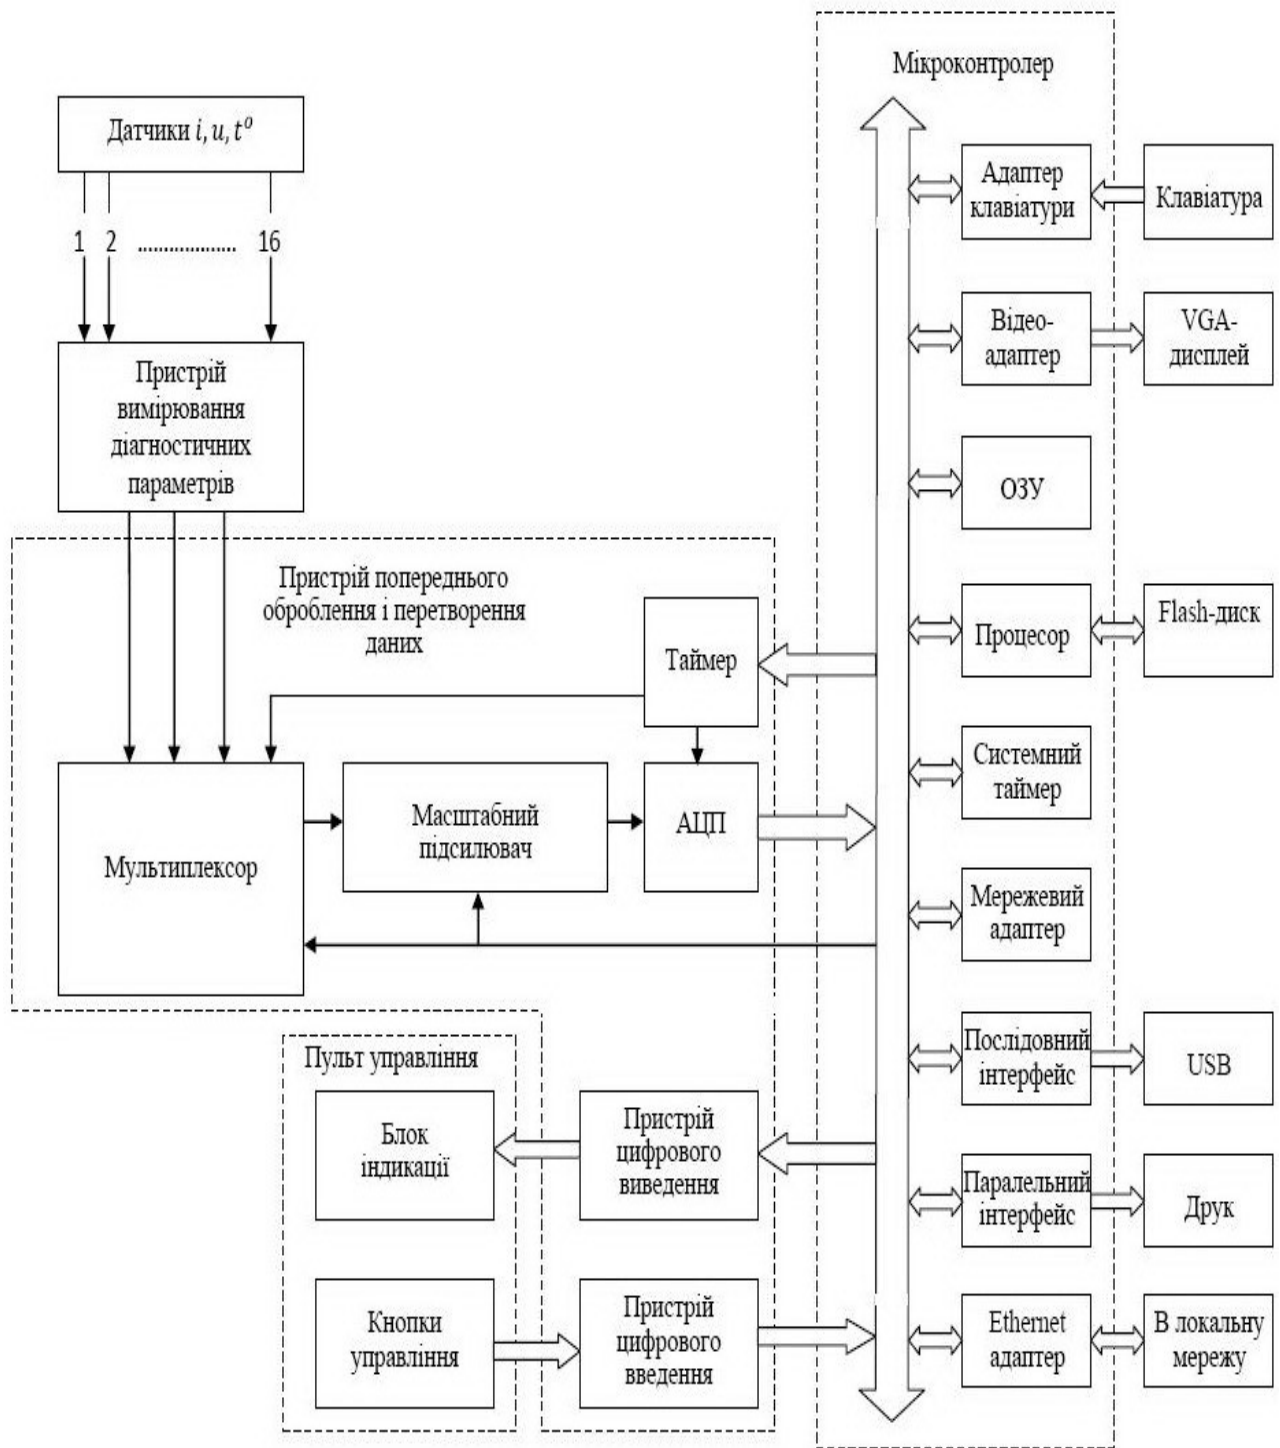 Мікроконтролер
Датчики i, u, t°
1 2 ................... 16
Пристрій
вимірювання
діагностичних
параметрів
Пристрій попереднього
оброблення і перетворення
даних
Таймер
Мультиплексор
Масштабний
підсилювач
АЦП
Пульт управління
Блок
індикації
Пристрій
цифрового
виведення
Кнопки
управління
Пристрій
цифрового
введення
Адаптер
клавіатури
Клавіатура
Відео-
адаптер
VGA-
дисплей
ОЗУ
Процесор
Flash-диск
Системний
таймер
Мережевий
адаптер
Послідовний
інтерфейс
USB
Паралельний
інтерфейс
Друк
Ethernet
адаптер
В локальну
мережу